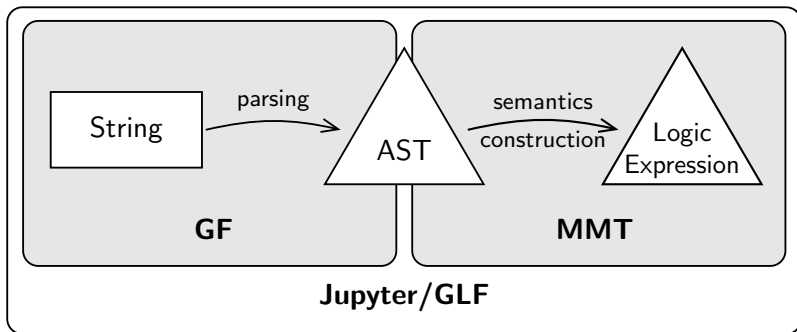 String
parsing
AST
semantics
construction
Logic
Expression
GF
MMT
Jupyter/GLF